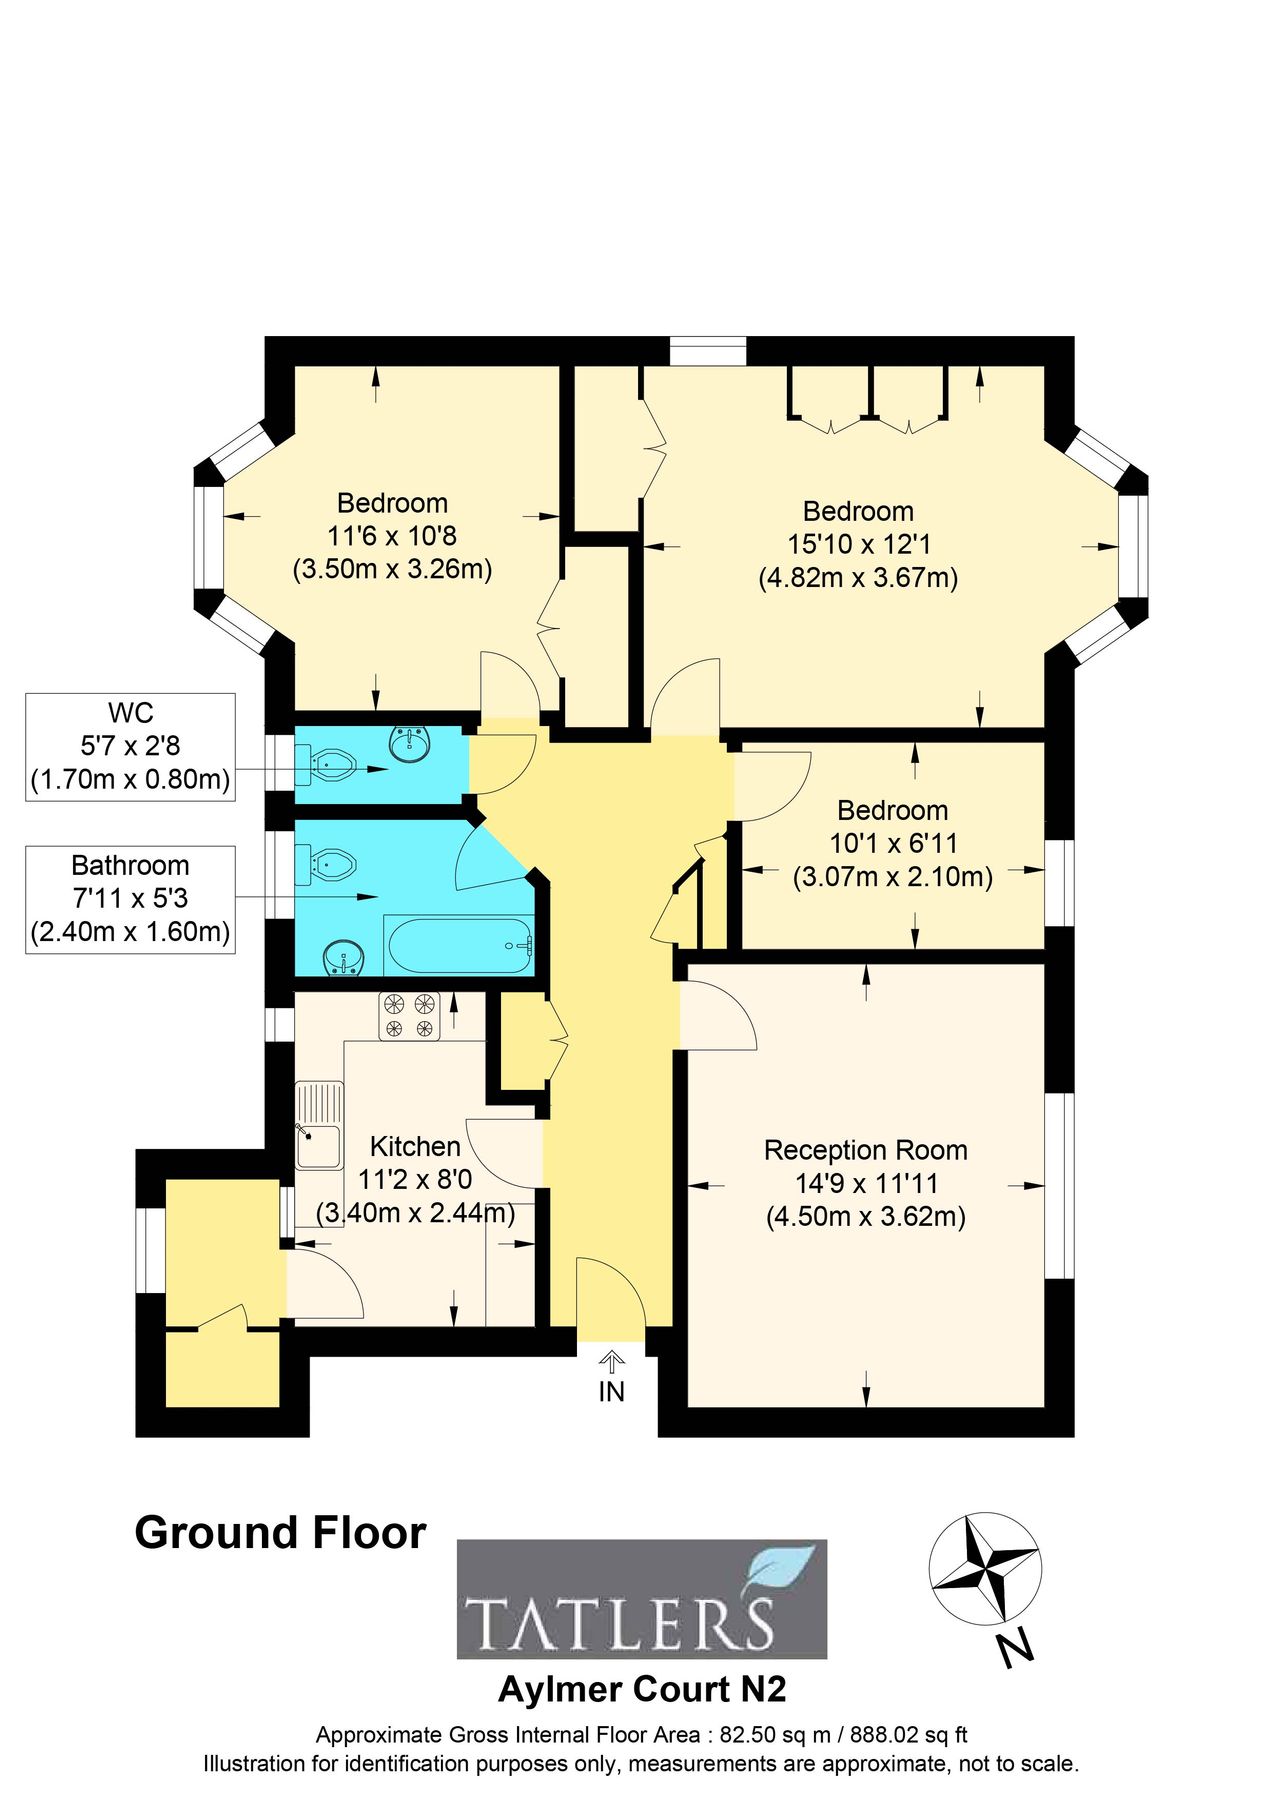 Bedroom
11'6 x 10'8
(3.50m x 3.26m)
Bedroom
15'10 x 12'1
(4.82m x 3.67m)
WC
5'7 x 2'8
(1.70m x 0.80m)
Bedroom
10'1 x 6'11
(3.07m x 2.10m)
Bathroom
7'11 x 5'3
(2.40m x 1.60m)
Kitchen
11'2 x 8'0
(3.40m x 2.44m)
Reception Room
14'9 x 11'11
(4.50m x 3.62m)
IN
Ground Floor
TATLERS
N
Aylmer Court N2
Approximate Gross Internal Floor Area : 82.50 sq m / 888.02 sq ft
Illustration for identification purposes only, measurements are approximate, not to scale.